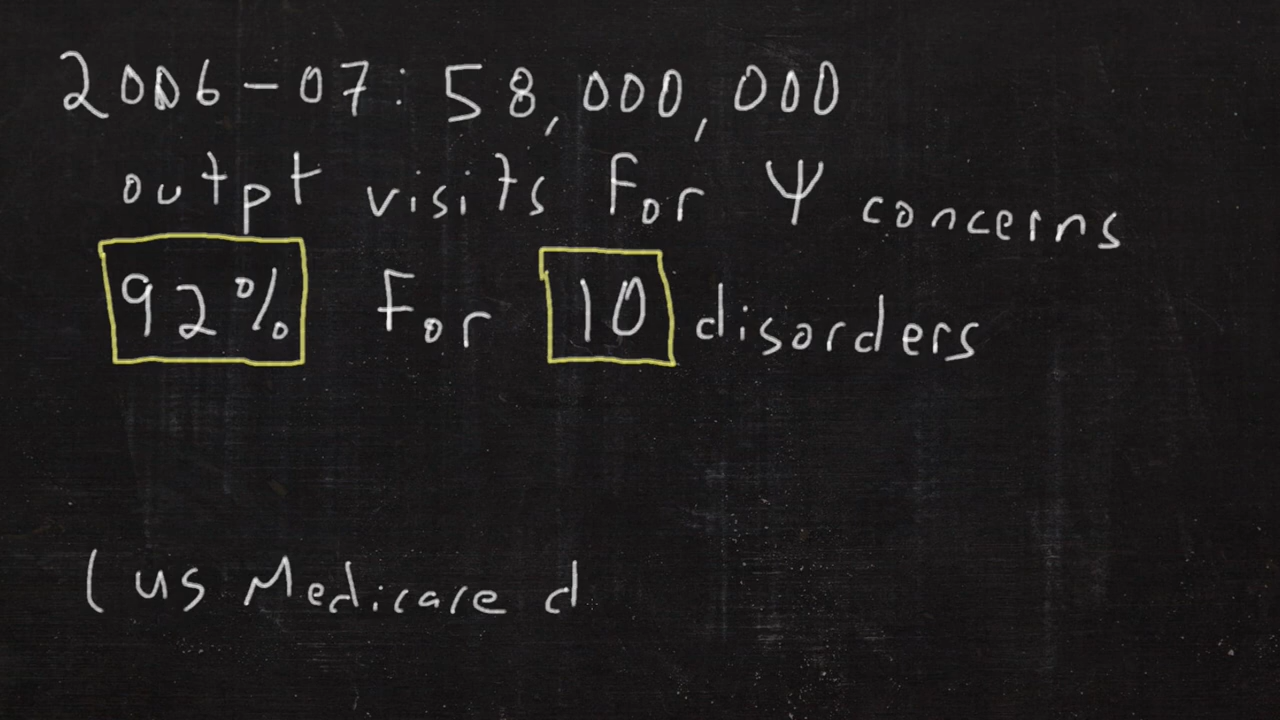 2006-07: 58,000,000
outpt visits For Ψ concerns
92% For 10 disorders
( us Medicare d